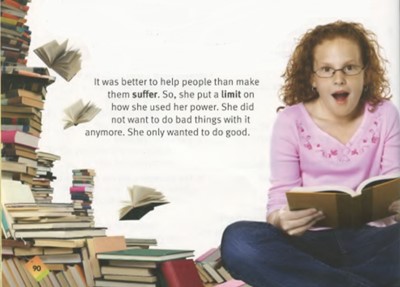 It was better to help people than make
them suffer. So, she put a limit on
how she used her power. She did
not want to do bad things with it
anymore. She only wanted to do good.
90